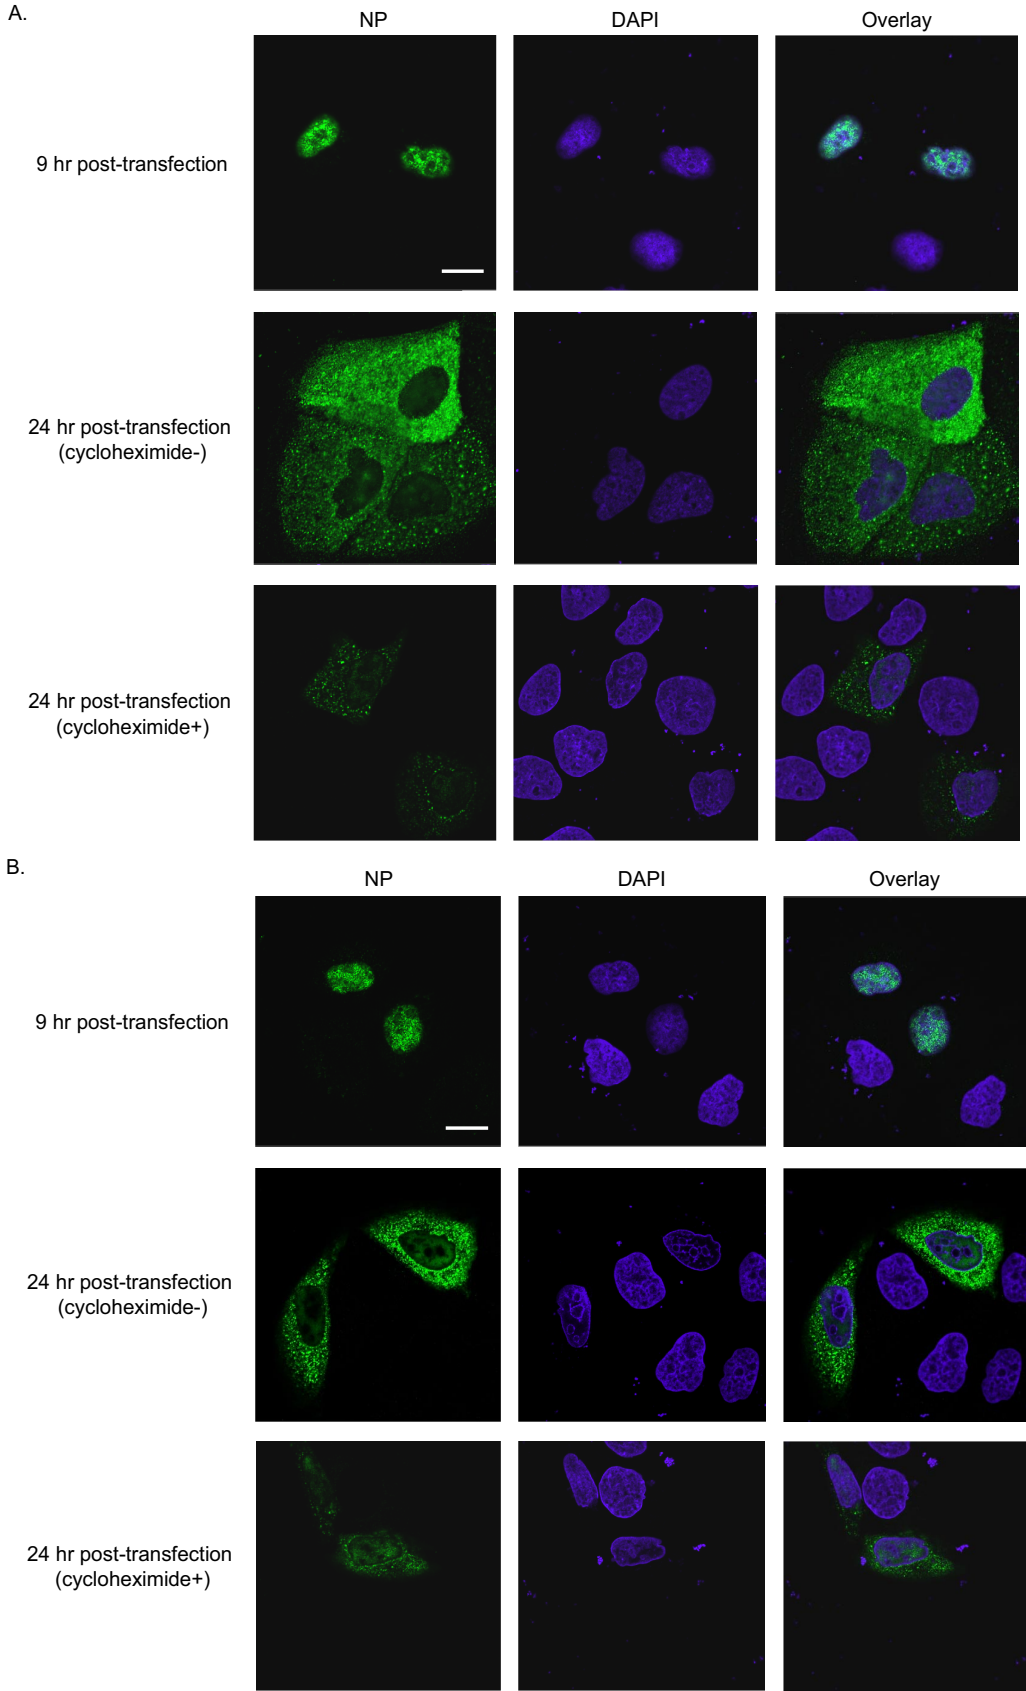 A.
NP DAPI Overlay
9 hr post-transfection
24 hr post-transfection
(cycloheximide-)
24 hr post-transfection
(cycloheximide+)
B.
NP DAPI Overlay
9 hr post-transfection
24 hr post-transfection
(cycloheximide-)
24 hr post-transfection
(cycloheximide+)